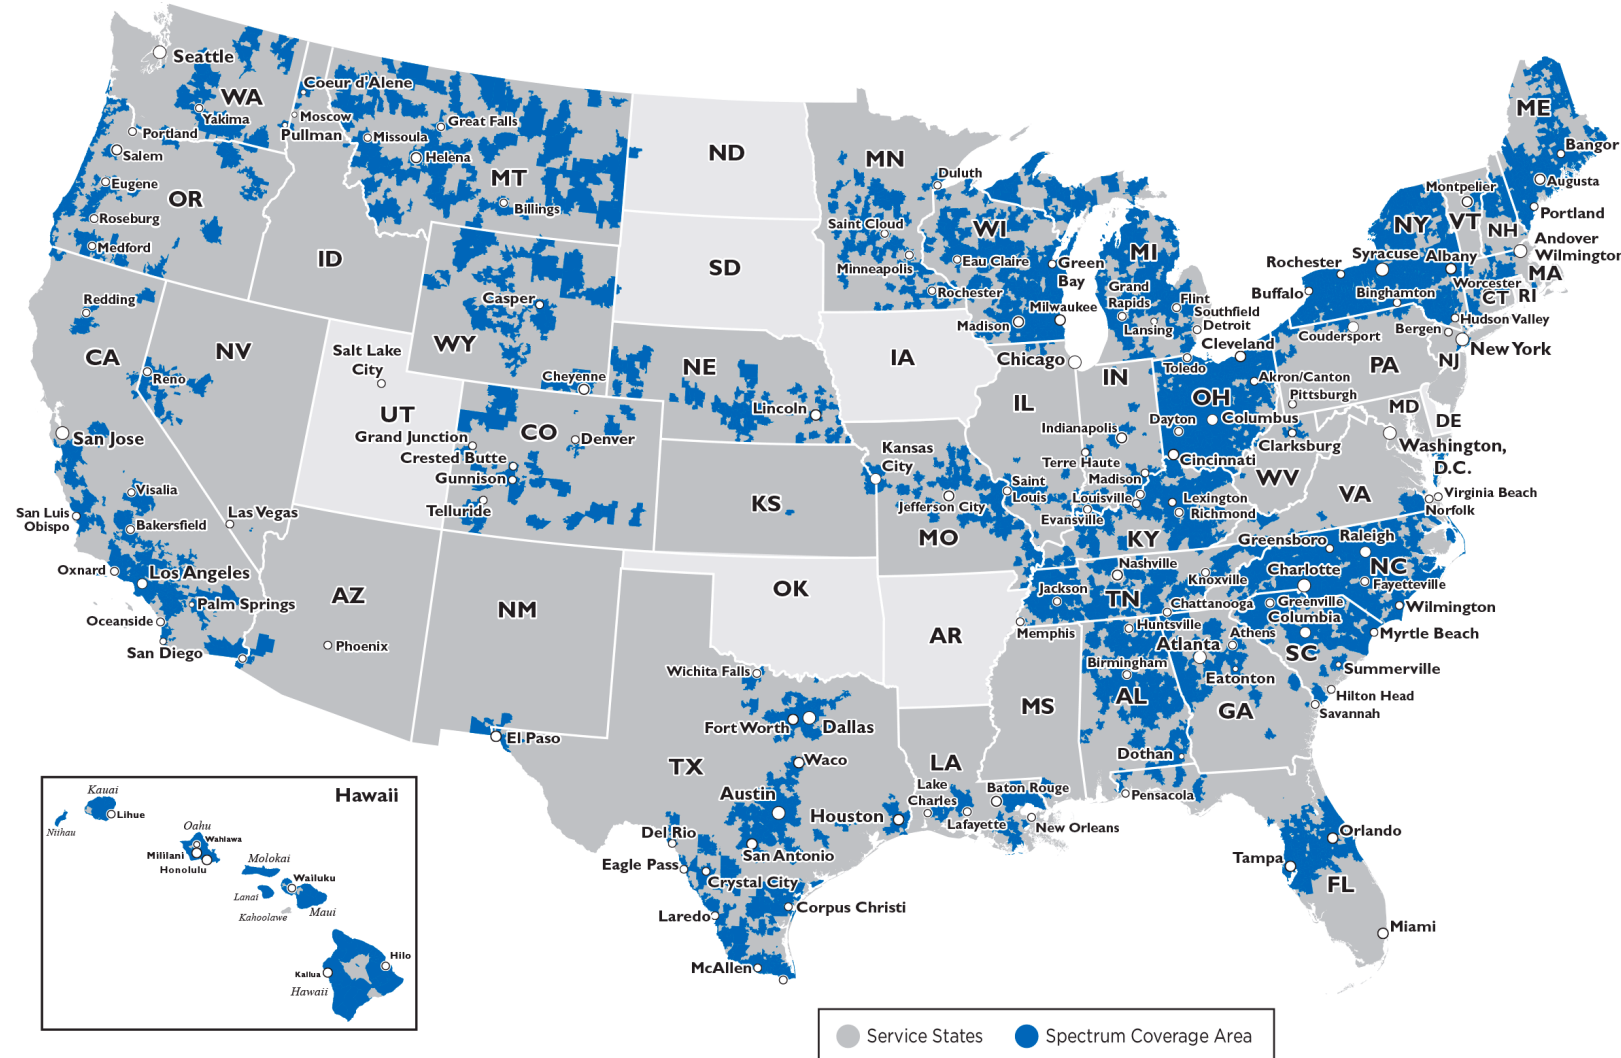 Seattle
WA
Yakima
Coeur d'Alene
Moscow
Pullman
Portland
Salem
Eugene
OR
Roseburg
Medford
Missoula
Great Falls
Helena
MT
Billings
ID
ND
SD
MN
Duluth
Saint Cloud
Minneapolis
Rochester
WI
Eau Claire
Green
Bay
Milwaukee
Madison
MI
Grand
Rapids
Flint
Southfield
Detroit
Lansing
ME
Bangor
Augusta
Portland
Montpelier
VT
NH
NY
Andover
Wilmington
MA
Rochester
Syracuse
Albany
Worcester
CT
RI
Buffalo
Binghamton
Hudson Valley
Bergen
Coudersport
New York
NJ
PA
Redding
CA
NV
Reno
Salt Lake
City
UT
WY
Casper
Cheyenne
NE
Lincoln
IA
Chicago
IL
IN
Indianapolis
Terre Haute
Toledo
Cleveland
Akron/Canton
Pittsburgh
OH
Dayton
Columbus
Cincinnati
Clarksburg
MD
DE
Washington,
D.C.
WV
VA
Virginia Beach
Norfolk
San Jose
Visalia
San Luis
Obispo
Bakersfield
Las Vegas
Oxnard
Los Angeles
Palm Springs
Oceanside
San Diego
Grand Junction
CO
Denver
Crested Butte
Gunnison
Telluride
KS
Kansas
City
Jefferson City
MO
Saint
Louis
Madison
Louisville
Evansville
Lexington
Richmond
KY
AZ
Phoenix
NM
OK
AR
Jackson
Nashville
TN
Knoxville
Chattanooga
Memphis
Greensboro
Raleigh
Charlotte
NC
Fayetteville
Wilmington
Greenville
Columbia
Myrtle Beach
SC
Summerville
Hilton Head
Savannah
Huntsville
Birmingham
AL
Dothan
Atlanta
Athens
Eatonton
GA
MS
LA
Lake
Charles
Lafayette
Baton Rouge
New Orleans
Pensacola
El Paso
Wichita Falls
Fort Worth
Dallas
TX
Waco
Austin
Houston
Del Rio
San Antonio
Eagle Pass
Crystal City
Laredo
Corpus Christi
McAllen
Orlando
Tampa
FL
Miami
Hawaii
Kauai
Lihue
Niihau
Oahu
Wahiawa
Mililani
Honolulu
Molokai
Wailuku
Lanai
Maui
Kahoolawe
Hilo
Kailua
Hawaii
Service States
Spectrum Coverage Area